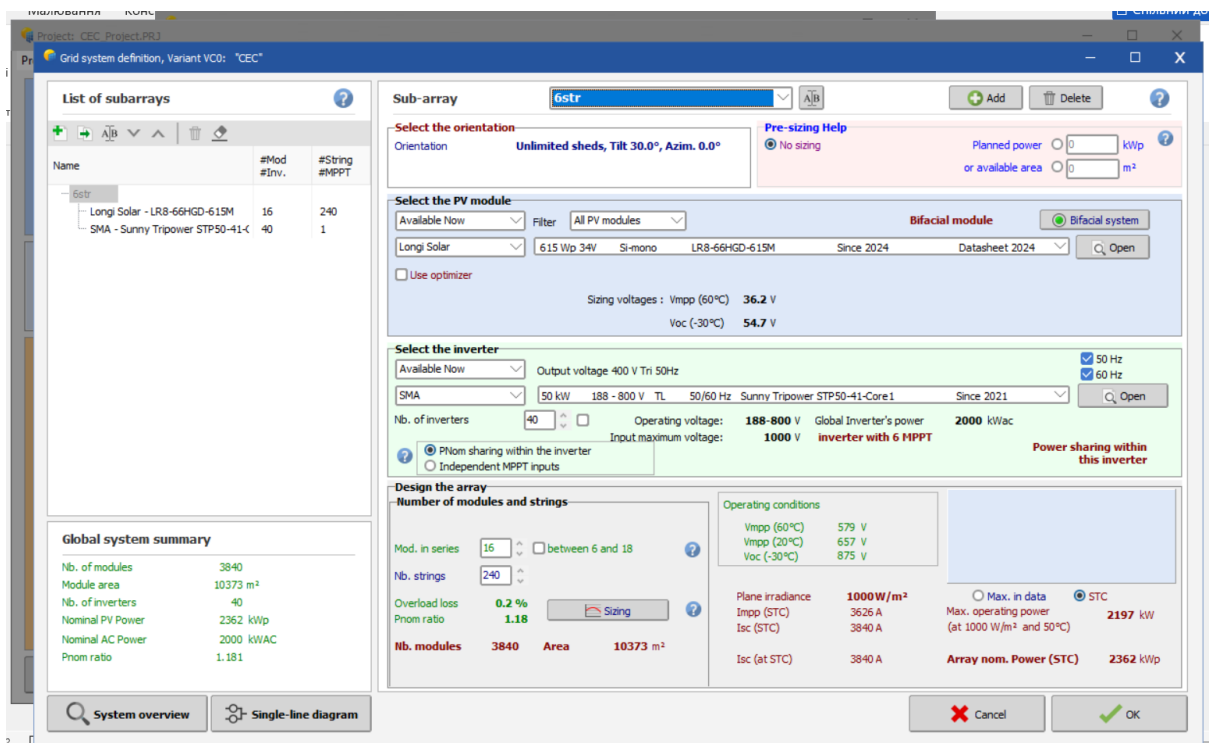 Малювання Конс
Спільний до
Project: CEC_Project.PRJ
Pr
Grid system definition, Variant VC0: "CEC"
List of subarrays
Name #Mod #String
#Inv. #MPPT
6str
Longi Solar - LR8-66HGD-615M 16 240
SMA - Sunny Tripower STP50-41-C 40 1
Global system summary
Nb. of modules 3840
Module area 10373 m²
Nb. of inverters 40
Nominal PV Power 2362 kWp
Nominal AC Power 2000 kWAC
Pnom ratio 1.181
System overview Single-line diagram
Sub-array 6str A B Add Delete
Select the orientation
Orientation Unlimited sheds, Tilt 30.0°, Azim. 0.0°
Pre-sizing Help
No sizing Planned power 0 kWp
or available area 0 m²
Select the PV module
Available Now Filter All PV modules Bifacial module Bifacial system
Longi Solar 615 Wp 34V Si-mono LR8-66HGD-615M Since 2024 Datasheet 2024 Open
Use optimizer
Sizing voltages : Vmpp (60°C) 36.2 V
Voc (-30°C) 54.7 V
Select the inverter
Available Now Output voltage 400 V Tri 50Hz 50 Hz
60 Hz
SMA 50 kW 188 - 800 V TL 50/60 Hz Sunny Tripower STP50-41-Core1 Since 2021 Open
Nb. of inverters 40 Operating voltage: 188-800 V Global Inverter's power 2000 kWac
Input maximum voltage: 1000 V inverter with 6 MPPT
PNom sharing within the inverter
Independent MPPT inputs
Power sharing within
this inverter
Design the array
Number of modules and strings
Mod. in series 16 between 6 and 18
Nb. strings 240
Overload loss 0.2 %
Pnom ratio 1.18
Sizing
Nb. modules 3840 Area 10373 m²
Operating conditions
Vmpp (60°C) 579 V
Vmpp (20°C) 657 V
Voc (-30°C) 875 V
Plane irradiance 1000 W/m²
Impp (STC) 3626 A
Isc (STC) 3840 A
Isc (at STC) 3840 A
Max. in data STC
Max. operating power 2197 kW
(at 1000 W/m² and 50°C)
Array nom. Power (STC) 2362 kWp
Cancel OK